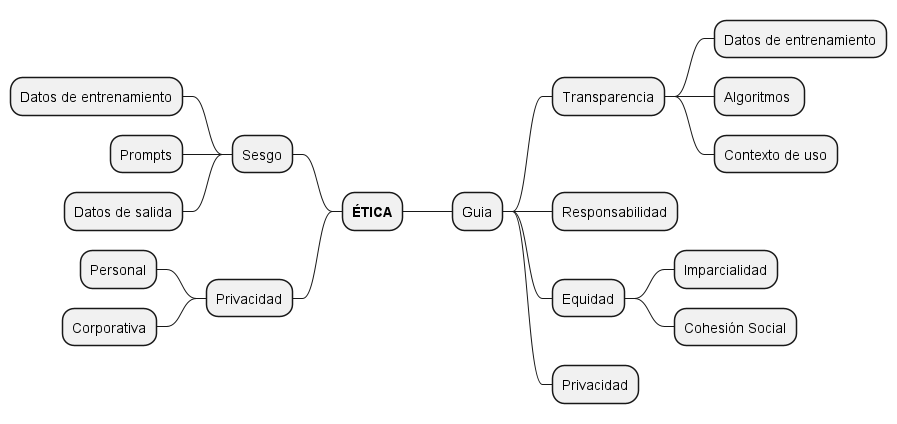 Datos de entrenamiento
Datos de entrenamiento
Transparencia
Algoritmos
Prompts
Sesgo
Contexto de uso
Datos de salida
ÉTICA
Guia
Responsabilidad
Personal
Imparcialidad
Privacidad
Equidad
Corporativa
Cohesión Social
Privacidad